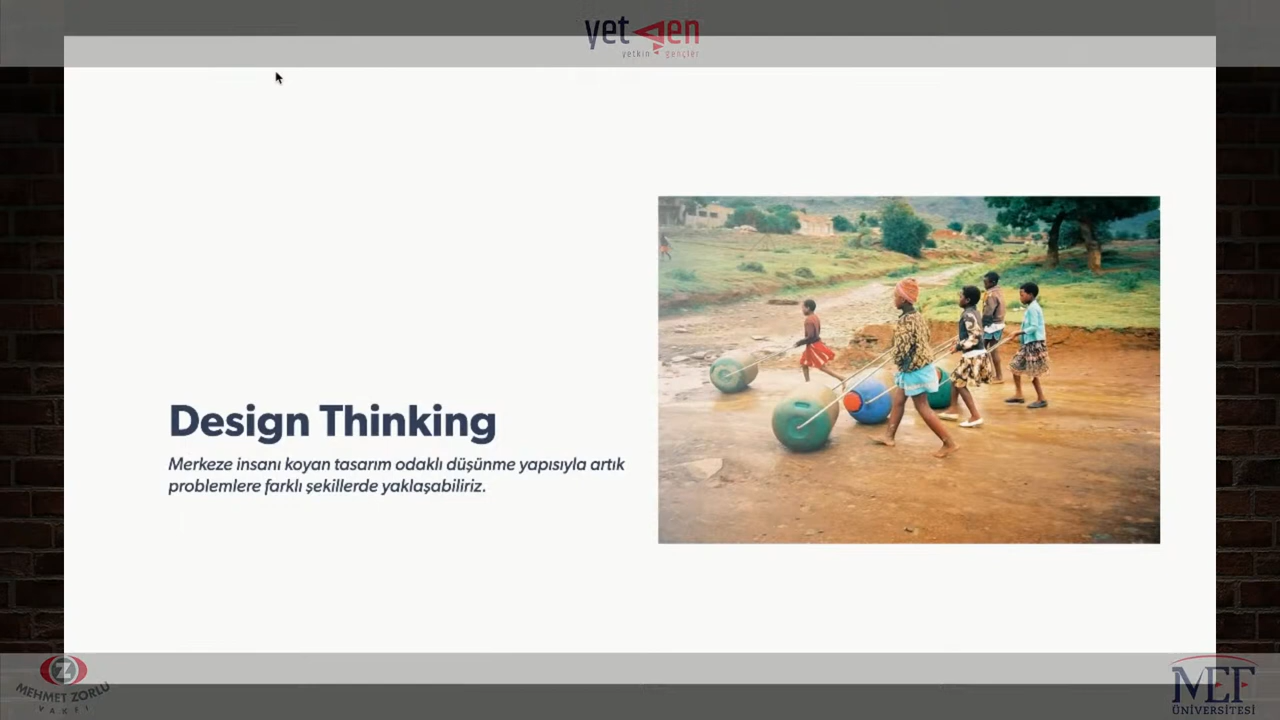 yetgen
yetkin gençler
Design Thinking
Merkeze insanı koyan tasarım odaklı düşünme yapısıyla artık
problemlere farklı şekillerde yaklaşabiliriz.
Z
MEHMET ZORLU
VAKFI
MEF
ÜNİVERSİTESİ